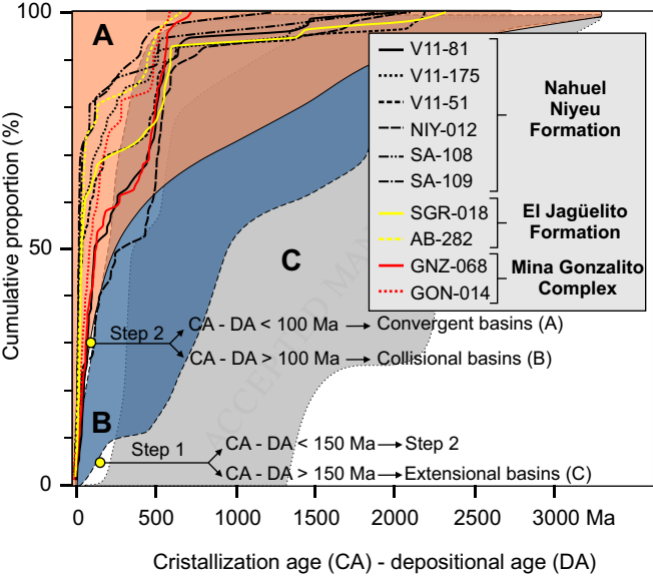 100
A
V11-81
V11-175
V11-51
NIY-012
SA-108
SA-109
Nahuel
Niyeu
Formation
SGR-018
AB-282
El Jagüelito
Formation
GNZ-068
GON-014
Mina Gonzalito
Complex
Cumulative proportion (%)
50
C
ACCEPTED MAN
Step 2
CA - DA < 100 Ma
Convergent basins (A)
CA - DA > 100 Ma
Collisional basins (B)
B
Step 1
CA - DA < 150 Ma
Step 2
CA - DA > 150 Ma
Extensional basins (C)
0
0 500 1000 1500 2000 2500 3000 Ma
Cristallization age (CA) - depositional age (DA)